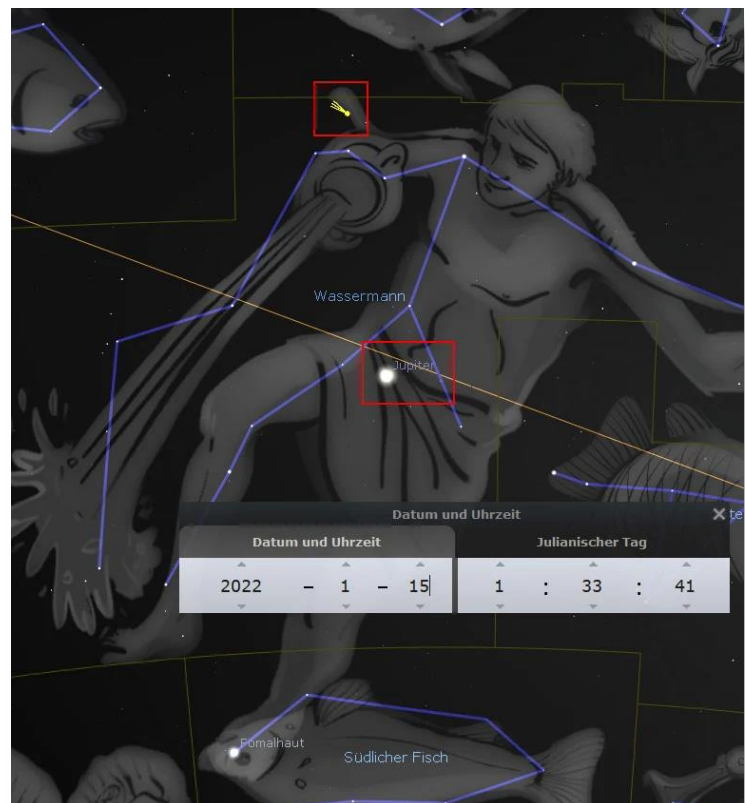 Wassermann
Jupiter
Datum und Uhrzeit
Datum und Uhrzeit Julianischer Tag
2022 – 1 – 15 1 : 33 : 41
Fomalhaut
Südlicher Fisch